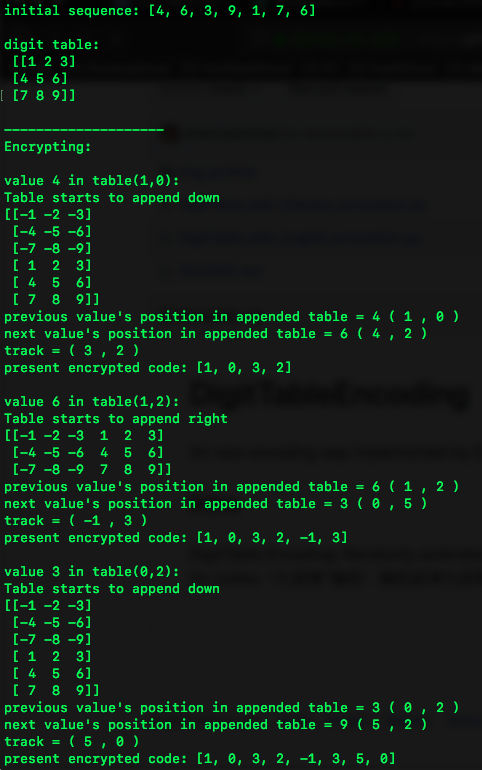 initial sequence: [4, 6, 3, 9, 1, 7, 6]
digit table:
[[1 2 3]
[4 5 6]
[ [7 8 9]]
————————————————————
Encrypting:
value 4 in table(1,0):
Table starts to append down
[[-1 -2 -3]
[-4 -5 -6]
[-7 -8 -9]
[ 1  2  3]
[ 4  5  6]
[ 7  8  9]]
previous value's position in appended table = 4 ( 1 , 0 )
next value's position in appended table = 6 ( 4 , 2 )
track = ( 3 , 2 )
present encrypted code: [1, 0, 3, 2]
value 6 in table(1,2):
Table starts to append right
[[-1 -2 -3  1  2  3]
[-4 -5 -6  4  5  6]
[-7 -8 -9  7  8  9]]
previous value's position in appended table = 6 ( 1 , 2 )
next value's position in appended table = 3 ( 0 , 5 )
track = ( -1 , 3 )
present encrypted code: [1, 0, 3, 2, -1, 3]
value 3 in table(0,2):
Table starts to append down
[[-1 -2 -3]
[-4 -5 -6]
[-7 -8 -9]
[ 1  2  3]
[ 4  5  6]
[ 7  8  9]]
previous value's position in appended table = 3 ( 0 , 2 )
next value's position in appended table = 9 ( 5 , 2 )
track = ( 5 , 0 )
present encrypted code: [1, 0, 3, 2, -1, 3, 5, 0]
DigitTableEncoding